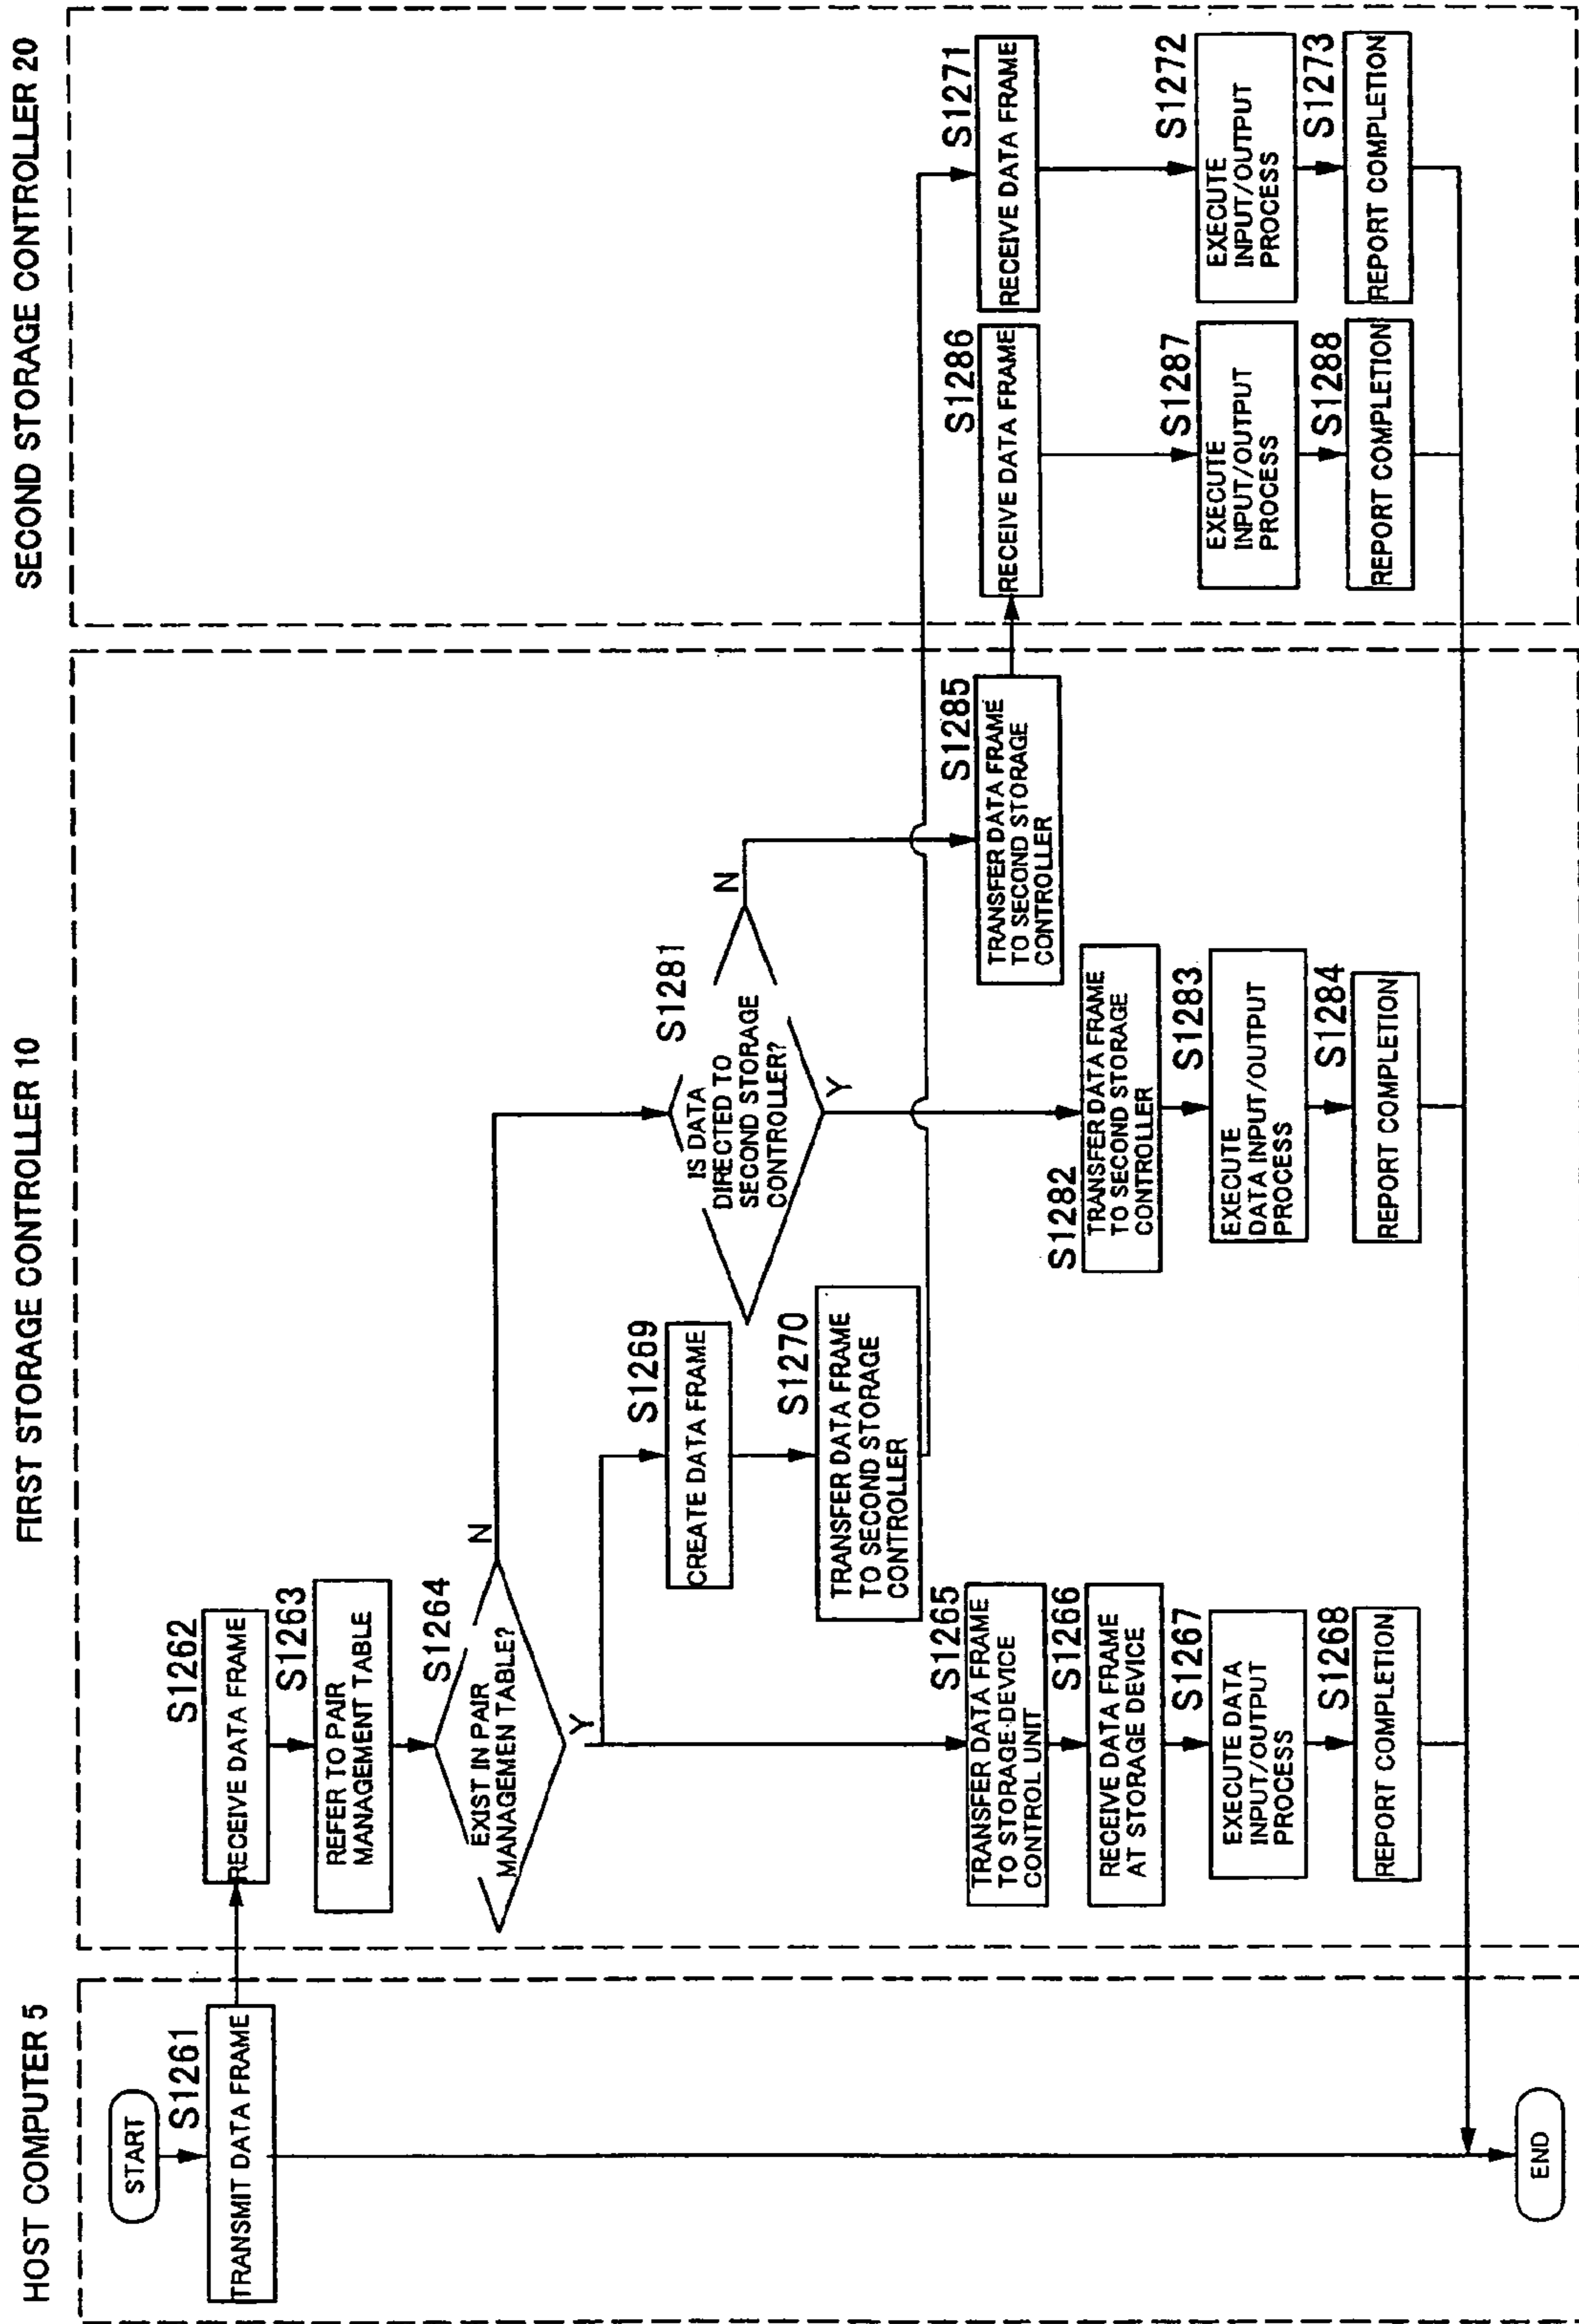 HOST COMPUTER 5
START
S1261
TRANSMIT DATA FRAME
END
FIRST STORAGE CONTROLLER 10
S1262
RECEIVE DATA FRAME
S1263
REFER TO PAIR
MANAGEMENT TABLE
S1264
EXIST IN PAIR
MANAGEMENT TABLE?
N
Y
S1269
CREATE DATA FRAME
S1270
TRANSFER DATA FRAME
TO SECOND STORAGE
CONTROLLER
S1265
TRANSFER DATA FRAME
TO STORAGE-DEVICE
CONTROL UNIT
S1266
RECEIVE DATA FRAME
AT STORAGE DEVICE
S1267
EXECUTE DATA
INPUT/OUTPUT
PROCESS
S1268
REPORT COMPLETION
S1281
IS DATA
DIRECTED TO
SECOND STORAGE
CONTROLLER?
N
Y
S1282
TRANSFER DATA FRAME
TO SECOND STORAGE
CONTROLLER
S1283
EXECUTE
DATA INPUT/OUTPUT
PROCESS
S1284
REPORT COMPLETION
S1285
TRANSFER DATA FRAME
TO SECOND STORAGE
CONTROLLER
SECOND STORAGE CONTROLLER 20
S1286
RECEIVE DATA FRAME
S1287
EXECUTE
INPUT/OUTPUT
PROCESS
S1288
REPORT COMPLETION
S1271
RECEIVE DATA FRAME
S1272
EXECUTE
INPUT/OUTPUT
PROCESS
S1273
REPORT COMPLETION